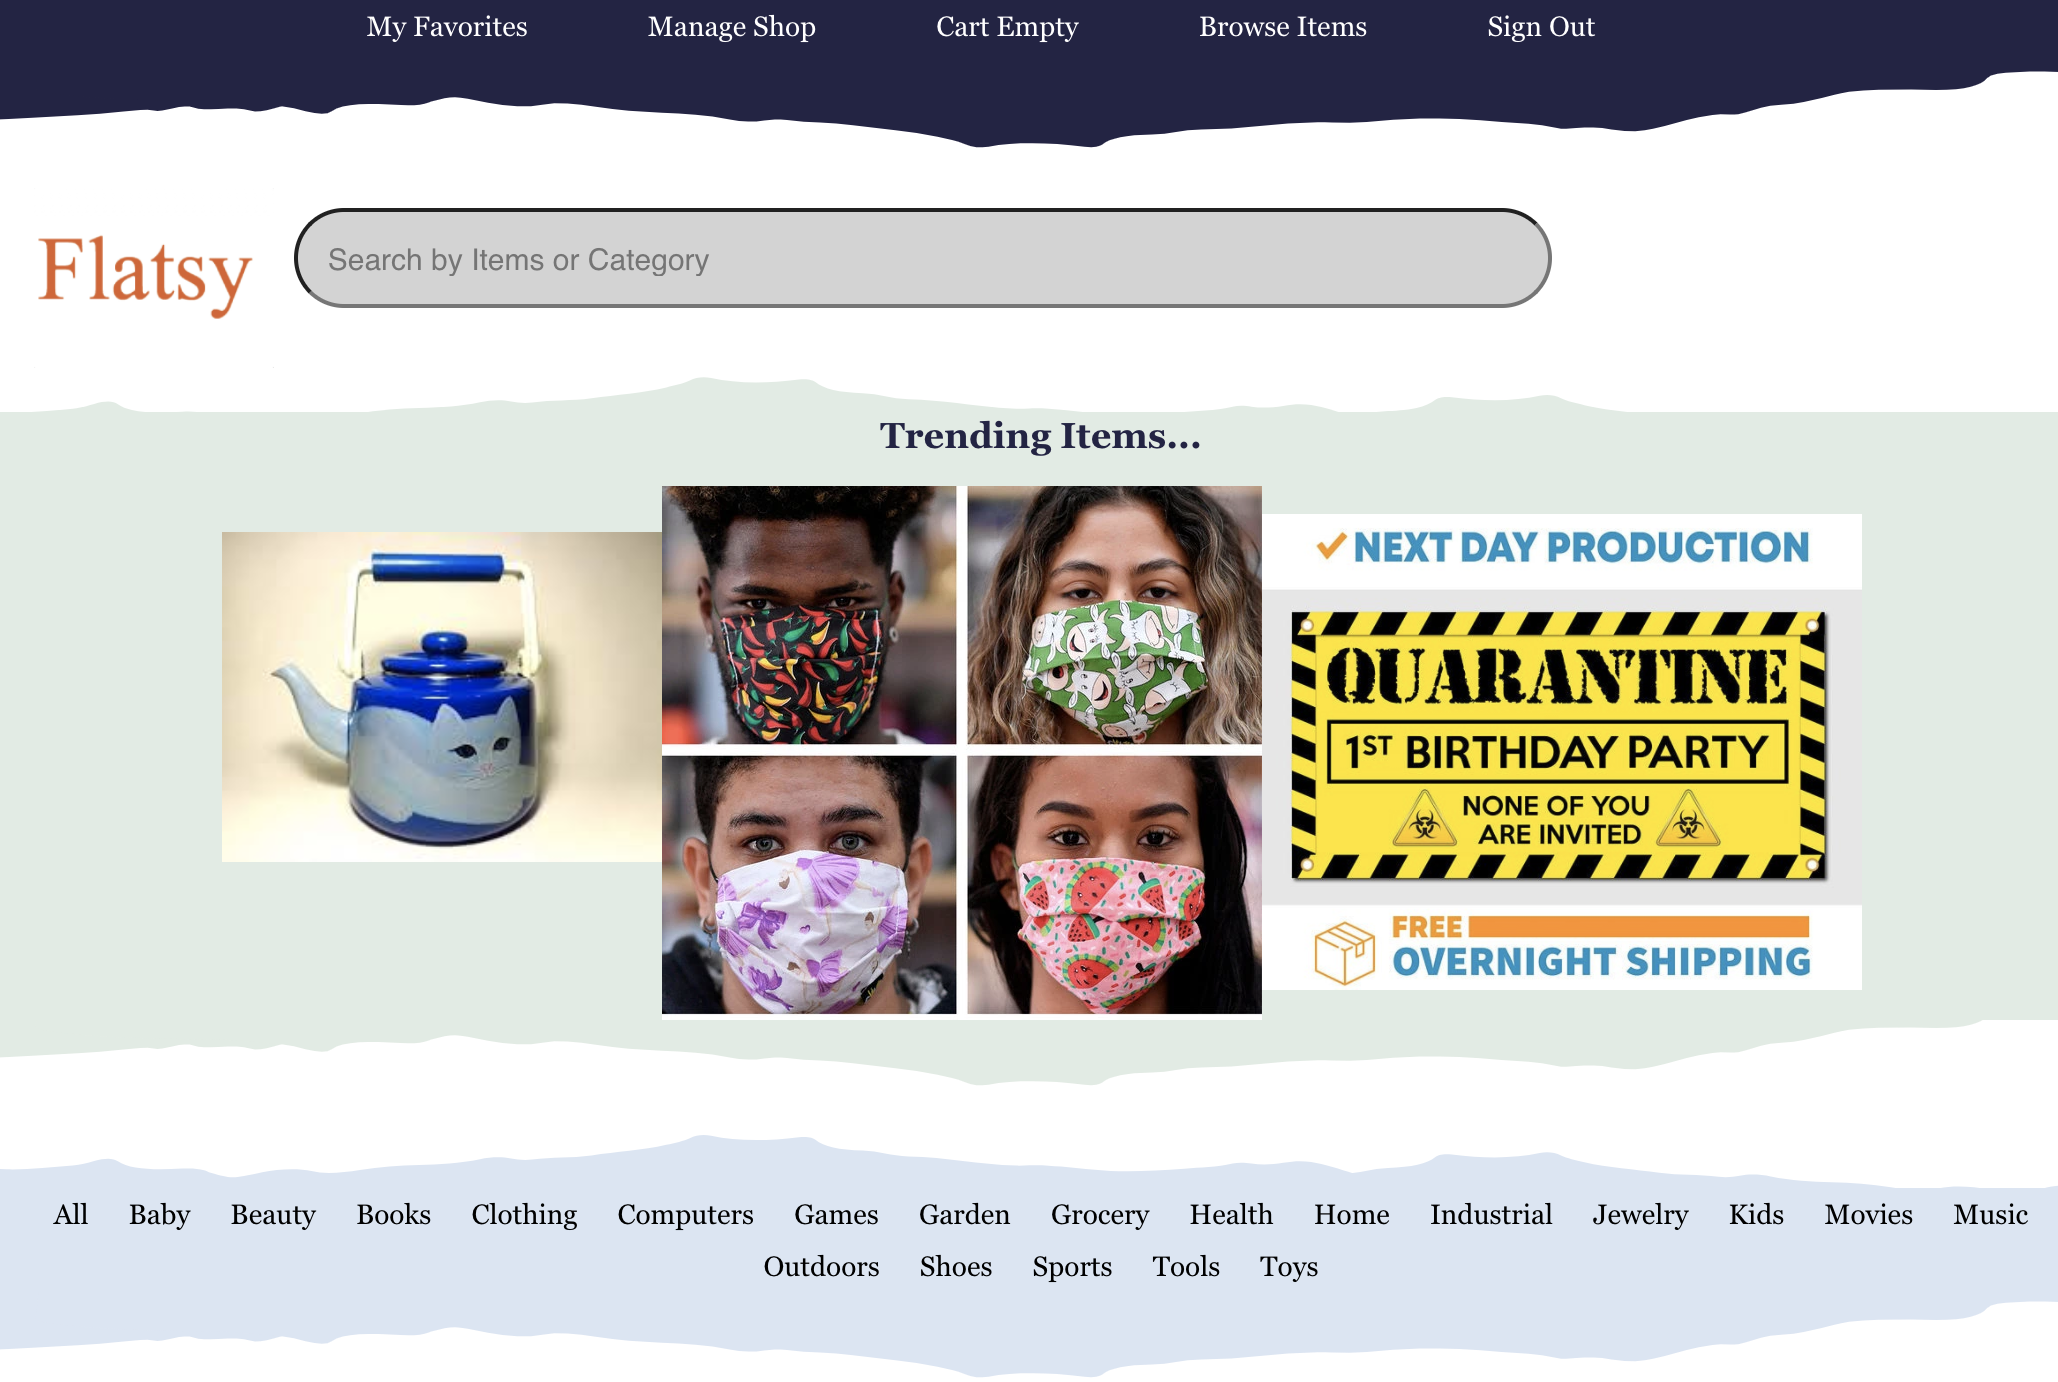 My Favorites Manage Shop Cart Empty Browse Items Sign Out
Flatsy
Search by Items or Category
Trending Items...
NEXT DAY PRODUCTION
QUARANTINE
1ST BIRTHDAY PARTY
NONE OF YOU
ARE INVITED
FREE
OVERNIGHT SHIPPING
All Baby Beauty Books Clothing Computers Games Garden Grocery Health Home Industrial Jewelry Kids Movies Music
Outdoors Shoes Sports Tools Toys